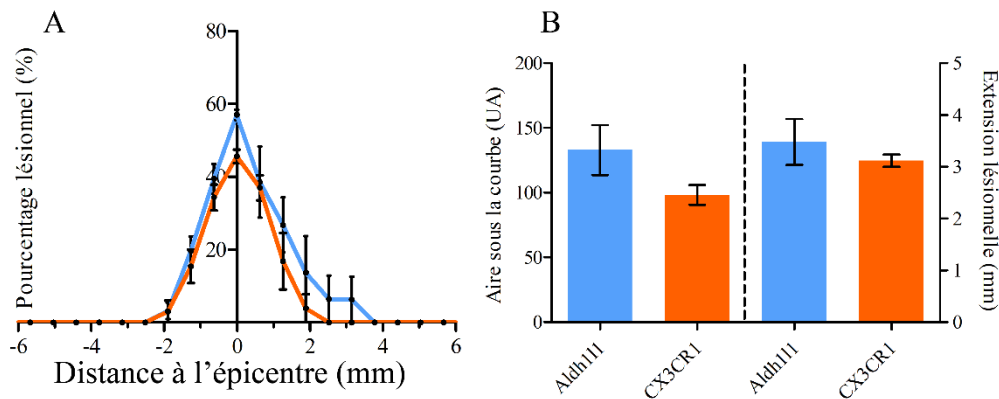 A
Pourcentage lésionnel (%)
80
60
40
20
-6 -4 -2 0 2 4 6
Distance à l’épicentre (mm)
B
Aire sous la courbe (UA)
200
150
100
50
0
Extension lésionnelle (mm)
5
4
3
2
1
0
Aldh1l1
CX3CR1
Aldh1l1
CX3CR1